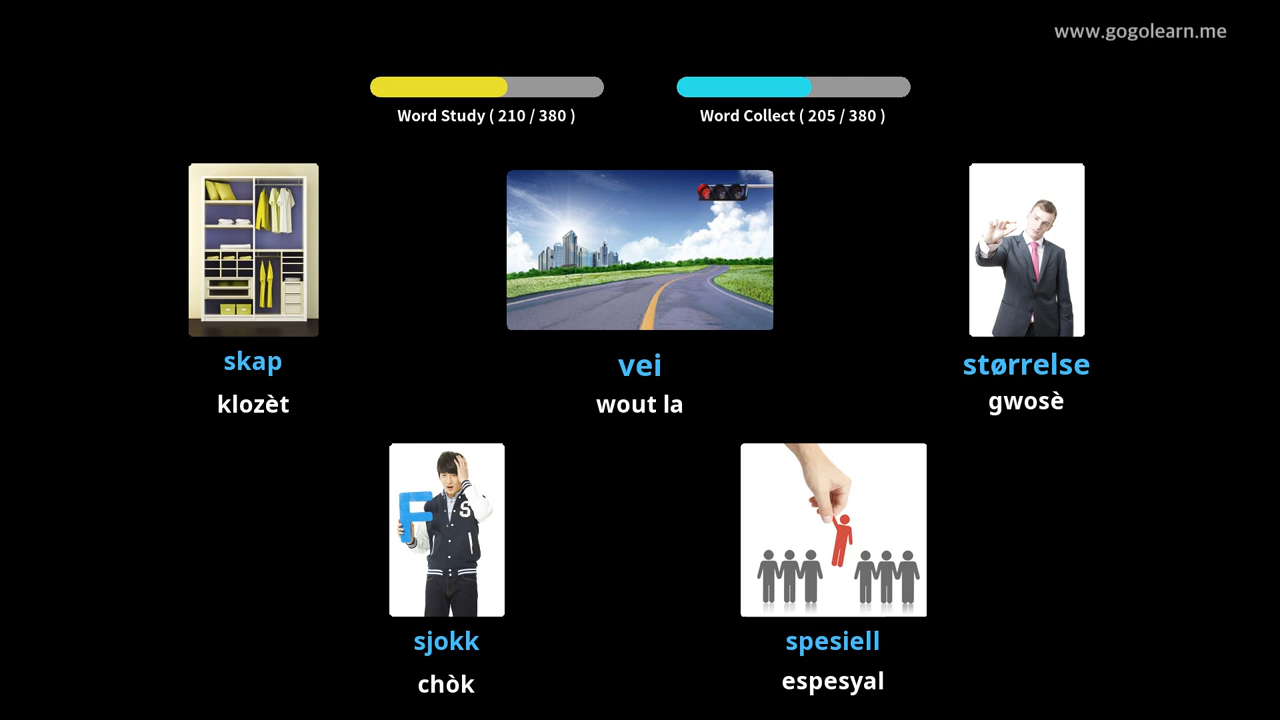 www.gogolearn.me
Word Study ( 210 / 380 )
Word Collect ( 205 / 380 )
skap
klozèt
vei
wout la
størrelse
gwosè
F
S
sjokk
chòk
spesiell
espesyal